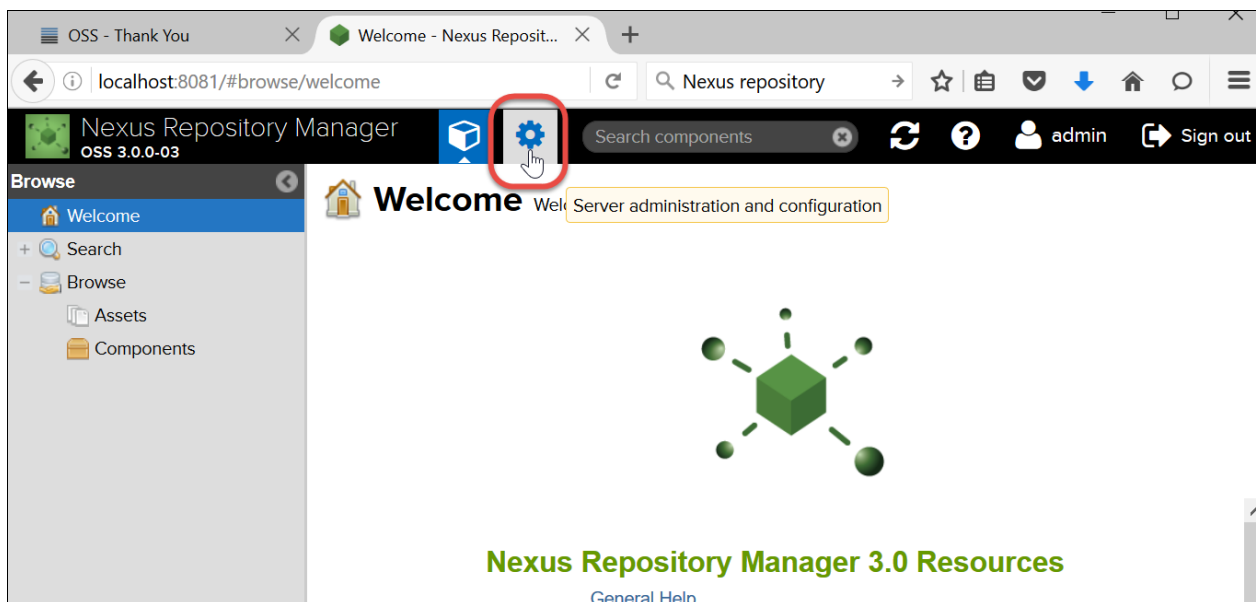 OSS - Thank You
Welcome - Nexus Reposit...
localhost:8081/#browse/welcome
Nexus repository
Nexus Repository Manager
OSS 3.0.0-03
Search components
admin
Sign out
Browse
Welcome
Search
Browse
Assets
Components
Welcome Wel
Server administration and configuration
Nexus Repository Manager 3.0 Resources
General Help